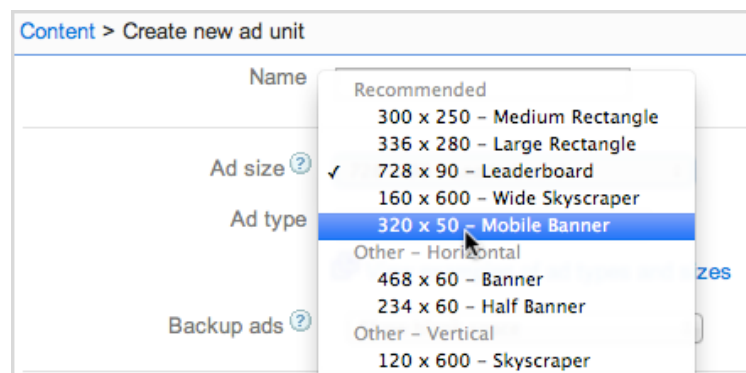 Content > Create new ad unit
Name
Recommended
300 x 250 – Medium Rectangle
336 x 280 – Large Rectangle
Ad size ?
✓ 728 x 90 – Leaderboard
160 x 600 – Wide Skyscraper
Ad type
320 x 50 – Mobile Banner
Other – Horizontal
zes
468 x 60 – Banner
234 x 60 – Half Banner
Backup ads ?
Other – Vertical
120 x 600 – Skyscraper